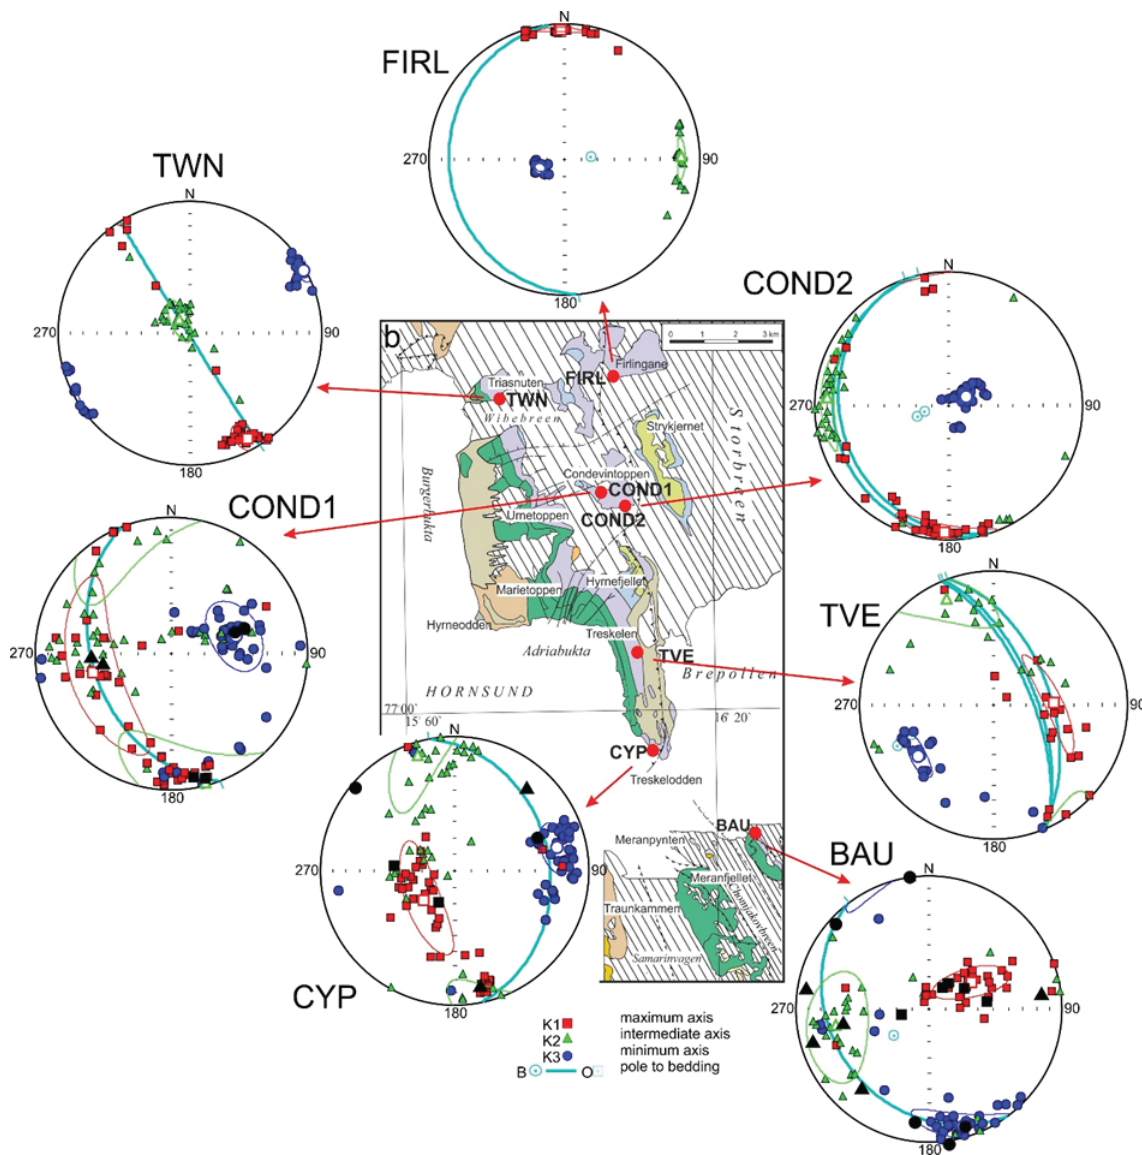 N
FIRL
270
90
180
TWN
N
270
90
180
COND2
N
270
90
180
b
0 1 2 3 km
Firlingane
FIRL
Triasnuten
TWN
Wibebreen
Strykjernet
Storbreen
Condevintoppen
COND1
COND2
Burgerbukta
Urnetoppen
Marietoppen
Hyrnefjellet
Hyrneodden
Treskelen
Adriabukta
TVE
Brepollen
HORNSUND
77 00'
15 60'
16 20'
CYP
Treskelodden
BAU
Meranpynten
Meranfjellet
Chomjakovbreen
Traunkammen
Samarinvagen
COND1
N
270
90
180
TVE
N
270
90
180
CYP
N
270
90
180
BAU
N
270
90
180
K1 maximum axis
K2 intermediate axis
K3 minimum axis
B O pole to bedding